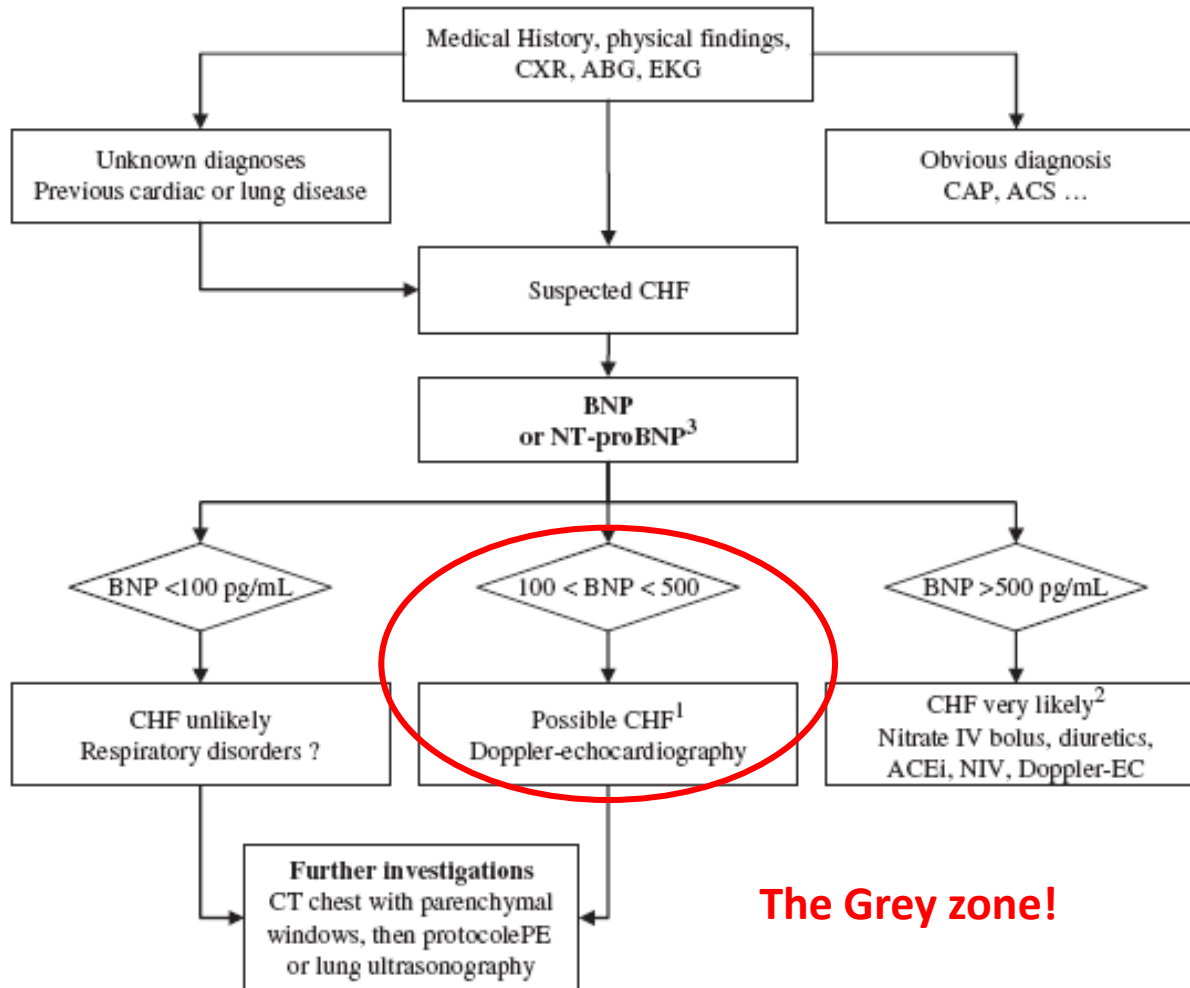 Medical History, physical findings,
CXR, ABG, EKG
Unknown diagnoses
Previous cardiac or lung disease
Obvious diagnosis
CAP, ACS ...
Suspected CHF
BNP
or NT-proBNP³
BNP <100 pg/mL
100 < BNP < 500
BNP >500 pg/mL
CHF unlikely
Respiratory disorders ?
Possible CHF¹
Doppler-echocardiography
CHF very likely²
Nitrate IV bolus, diuretics,
ACEi, NIV, Doppler-EC
Further investigations
CT chest with parenchymal
windows, then protocolePE
or lung ultrasonography
The Grey zone!